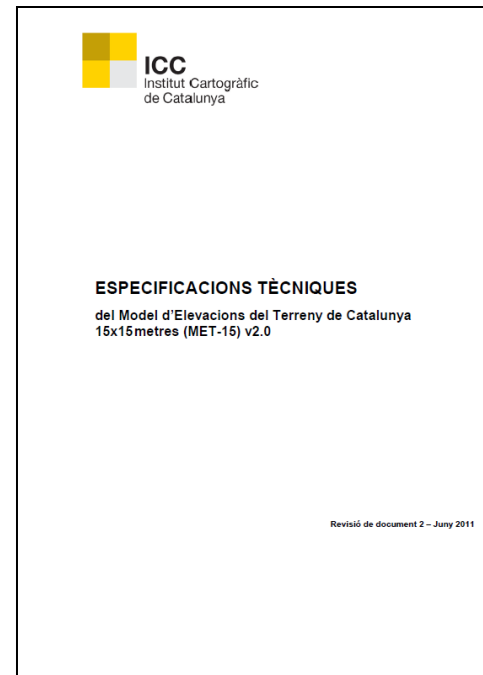 ICC
Institut Cartogràfic
de Catalunya
ESPECIFICACIONS TÈCNIQUES
del Model d'Elevacions del Terreny de Catalunya
15x15metres (MET-15) v2.0
Revisió de document 2 – Juny 2011